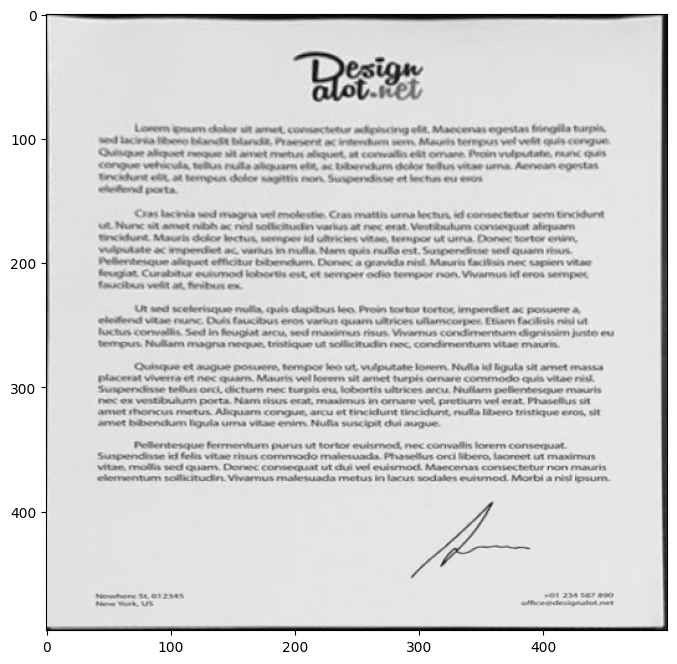 0
100
200
300
400
Design
alot.net
Lorem ipsum dolor sit amet, consectetur adipiscing elit. Maecenas egestas fringilla turpis,
sed lacinia libero blandit blandit. Praesent ac interdum sem. Mauris tempus vel velit quis congue.
Quisque aliquet neque sit amet metus aliquet, at convallis elit ornare. Proin vulputate, nunc quis
congue vehicula, tellus nulla aliquam elit, ac bibendum dolor tellus vitae urna. Aenean egestas
tincidunt elit, at tempus dolor sagittis non. Suspendisse et lectus eu eros
eleifend porta.
Cras lacinia sed magna vel molestie. Cras mattis urna lectus, id consectetur sem tincidunt
ut. Nunc sit amet nibh ac nisl sollicitudin varius at nec erat. Vestibulum consequat aliquam
tincidunt. Mauris dolor lectus, semper id ultricies vitae, tempor ut urna. Donec tortor enim,
vulputate ac imperdiet ac, varius in nulla. Nam quis nulla est. Suspendisse sed quam risus.
Pellentesque aliquet efficitur bibendum. Donec a gravida nisl. Mauris facilisis nec sapien vitae
feugiat. Curabitur euismod lobortis est, et semper odio tempor non. Vivamus id eros semper,
faucibus velit at, finibus ex.
Ut sed scelerisque nulla, quis dapibus leo. Proin tortor tortor, imperdiet ac posuere a,
eleifend vitae nunc. Duis faucibus eros varius quam ultrices ullamcorper. Etiam facilisis nisl ut
luctus convallis. Sed in feugiat arcu, sed maximus risus. Vivamus condimentum dignissim justo eu
tempus. Nullam magna neque, tristique ut sollicitudin nec, condimentum vitae mauris.
Quisque et augue posuere, tempor leo ut, vulputate lorem. Nulla id ligula sit amet massa
placerat viverra et nec quam. Mauris vel lorem sit amet turpis ornare commodo quis vitae nisl.
Suspendisse tellus orci, dictum nec turpis eu, lobortis ultrices arcu. Nullam pellentesque mauris
nec ex vestibulum porta. Nam risus erat, maximus in ornare vel, pretium vel erat. Phasellus sit
amet rhoncus metus. Aliquam congue, arcu et tincidunt tincidunt, nulla libero tristique eros, sit
amet bibendum ligula urna vitae enim. Nulla suscipit dui augue.
Pellentesque fermentum purus ut tortor euismod, nec convallis lorem consequat.
Suspendisse id felis vitae risus commodo malesuada. Phasellus orci libero, laoreet ut maximus
vitae, mollis sed quam. Donec consequat ut dui vel euismod. Maecenas consectetur non mauris
elementum sollicitudin. Vivamus malesuada metus in lacus sodales euismod. Morbi a nisl ipsum.
Nowhere St, 012345
New York, US
+01 234 567 890
office@designalot.net
0
100
200
300
400